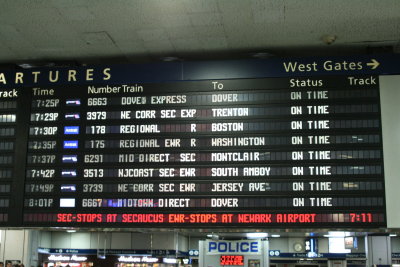 West Gates →
ARTURES
rack Time Number Train To Status Track
7:25P 6663 DOVER EXPRESS DOVER ON TIME
7:29P 3979 NE CORR SEC EXP TRENTON ON TIME
7:30P 178 REGIONAL R BOSTON ON TIME
7:35P 175 REGIONAL EWR R WASHINGTON ON TIME
7:37P 6291 MID DIRECT SEC MONTCLAIR ON TIME
7:42P 3513 NJCOAST SEC EWR SOUTH AMBOY ON TIME
7:49P 3739 NE CORR SEC EWR JERSEY AVE ON TIME
8:01P 6667 MIDTOWN DIRECT DOVER ON TIME
SEC-STOPS AT SECAUCUS EWR-STOPS AT NEWARK AIRPORT 7:11
POLICE